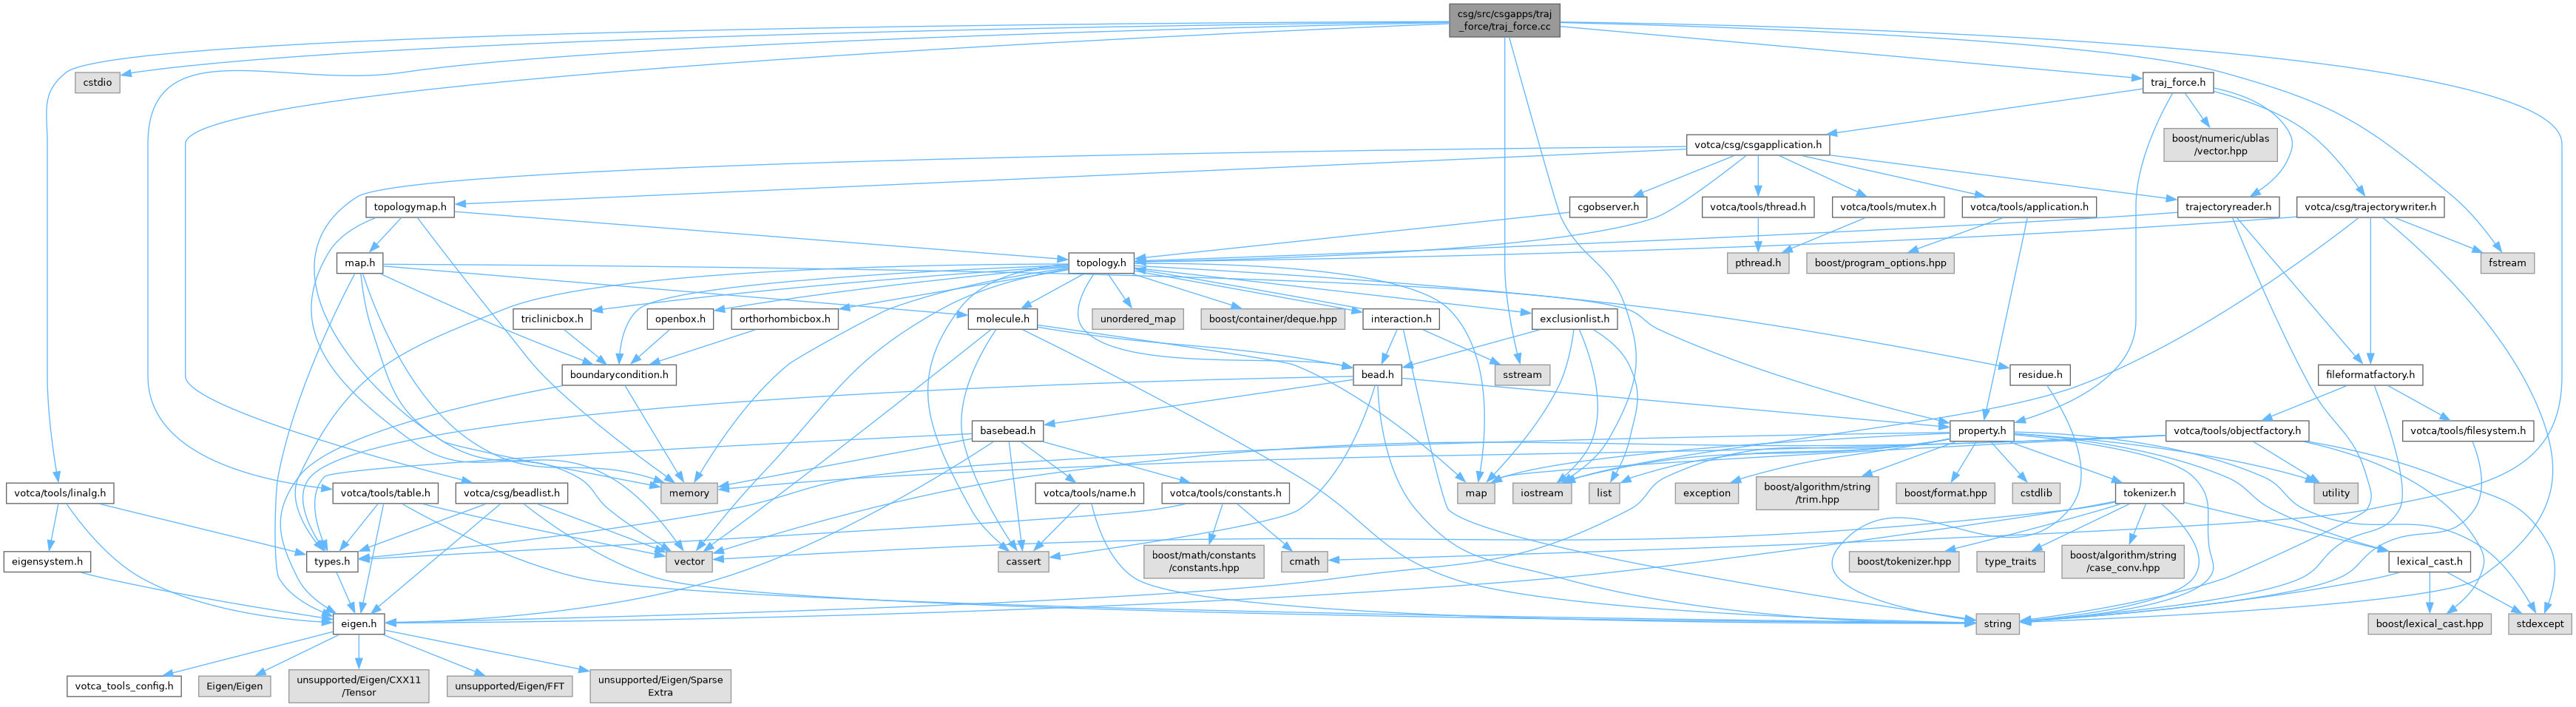 csg/src/csgapps/traj
_force/traj_force.cc
cstdio
traj_force.h
votca/csg/csgapplication.h
boost/numeric/ublas
/vector.hpp
topologymap.h
cgobserver.h
votca/tools/thread.h
votca/tools/mutex.h
votca/tools/application.h
trajectoryreader.h
votca/csg/trajectorywriter.h
map.h
topology.h
pthread.h
boost/program_options.hpp
fstream
triclinicbox.h
openbox.h
orthorhombicbox.h
molecule.h
unordered_map
boost/container/deque.hpp
interaction.h
exclusionlist.h
boundarycondition.h
bead.h
sstream
residue.h
fileformatfactory.h
basebead.h
property.h
votca/tools/objectfactory.h
votca/tools/filesystem.h
votca/tools/linalg.h
votca/tools/table.h
votca/csg/beadlist.h
memory
votca/tools/name.h
votca/tools/constants.h
map
iostream
list
exception
boost/algorithm/string
/trim.hpp
boost/format.hpp
cstdlib
tokenizer.h
utility
eigensystem.h
types.h
vector
cassert
boost/math/constants
/constants.hpp
cmath
boost/tokenizer.hpp
type_traits
boost/algorithm/string
/case_conv.hpp
lexical_cast.h
eigen.h
string
boost/lexical_cast.hpp
stdexcept
votca_tools_config.h
Eigen/Eigen
unsupported/Eigen/CXX11
/Tensor
unsupported/Eigen/FFT
unsupported/Eigen/Sparse
Extra